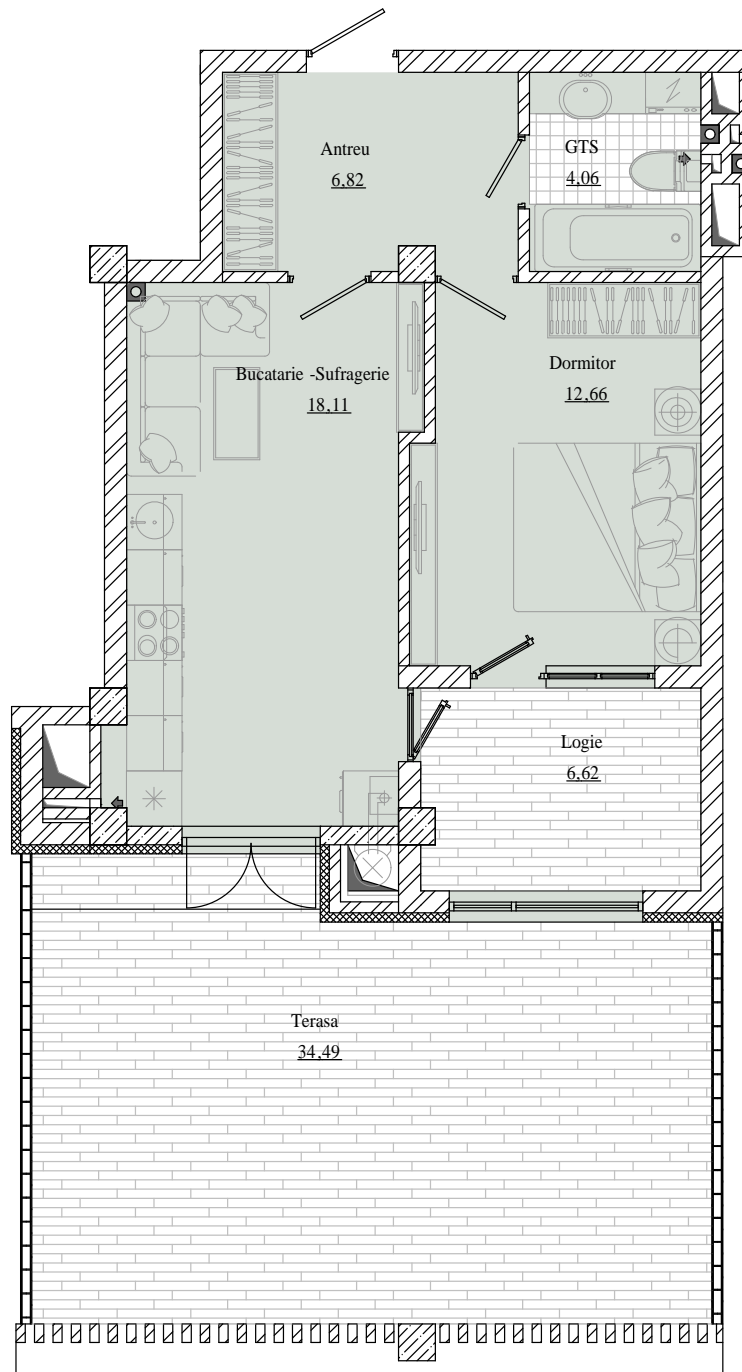 Antreu
6,82
GTS
4,06
Bucatarie -Sufragerie
18,11
Dormitor
12,66
Logie
6,62
Terasa
34,49